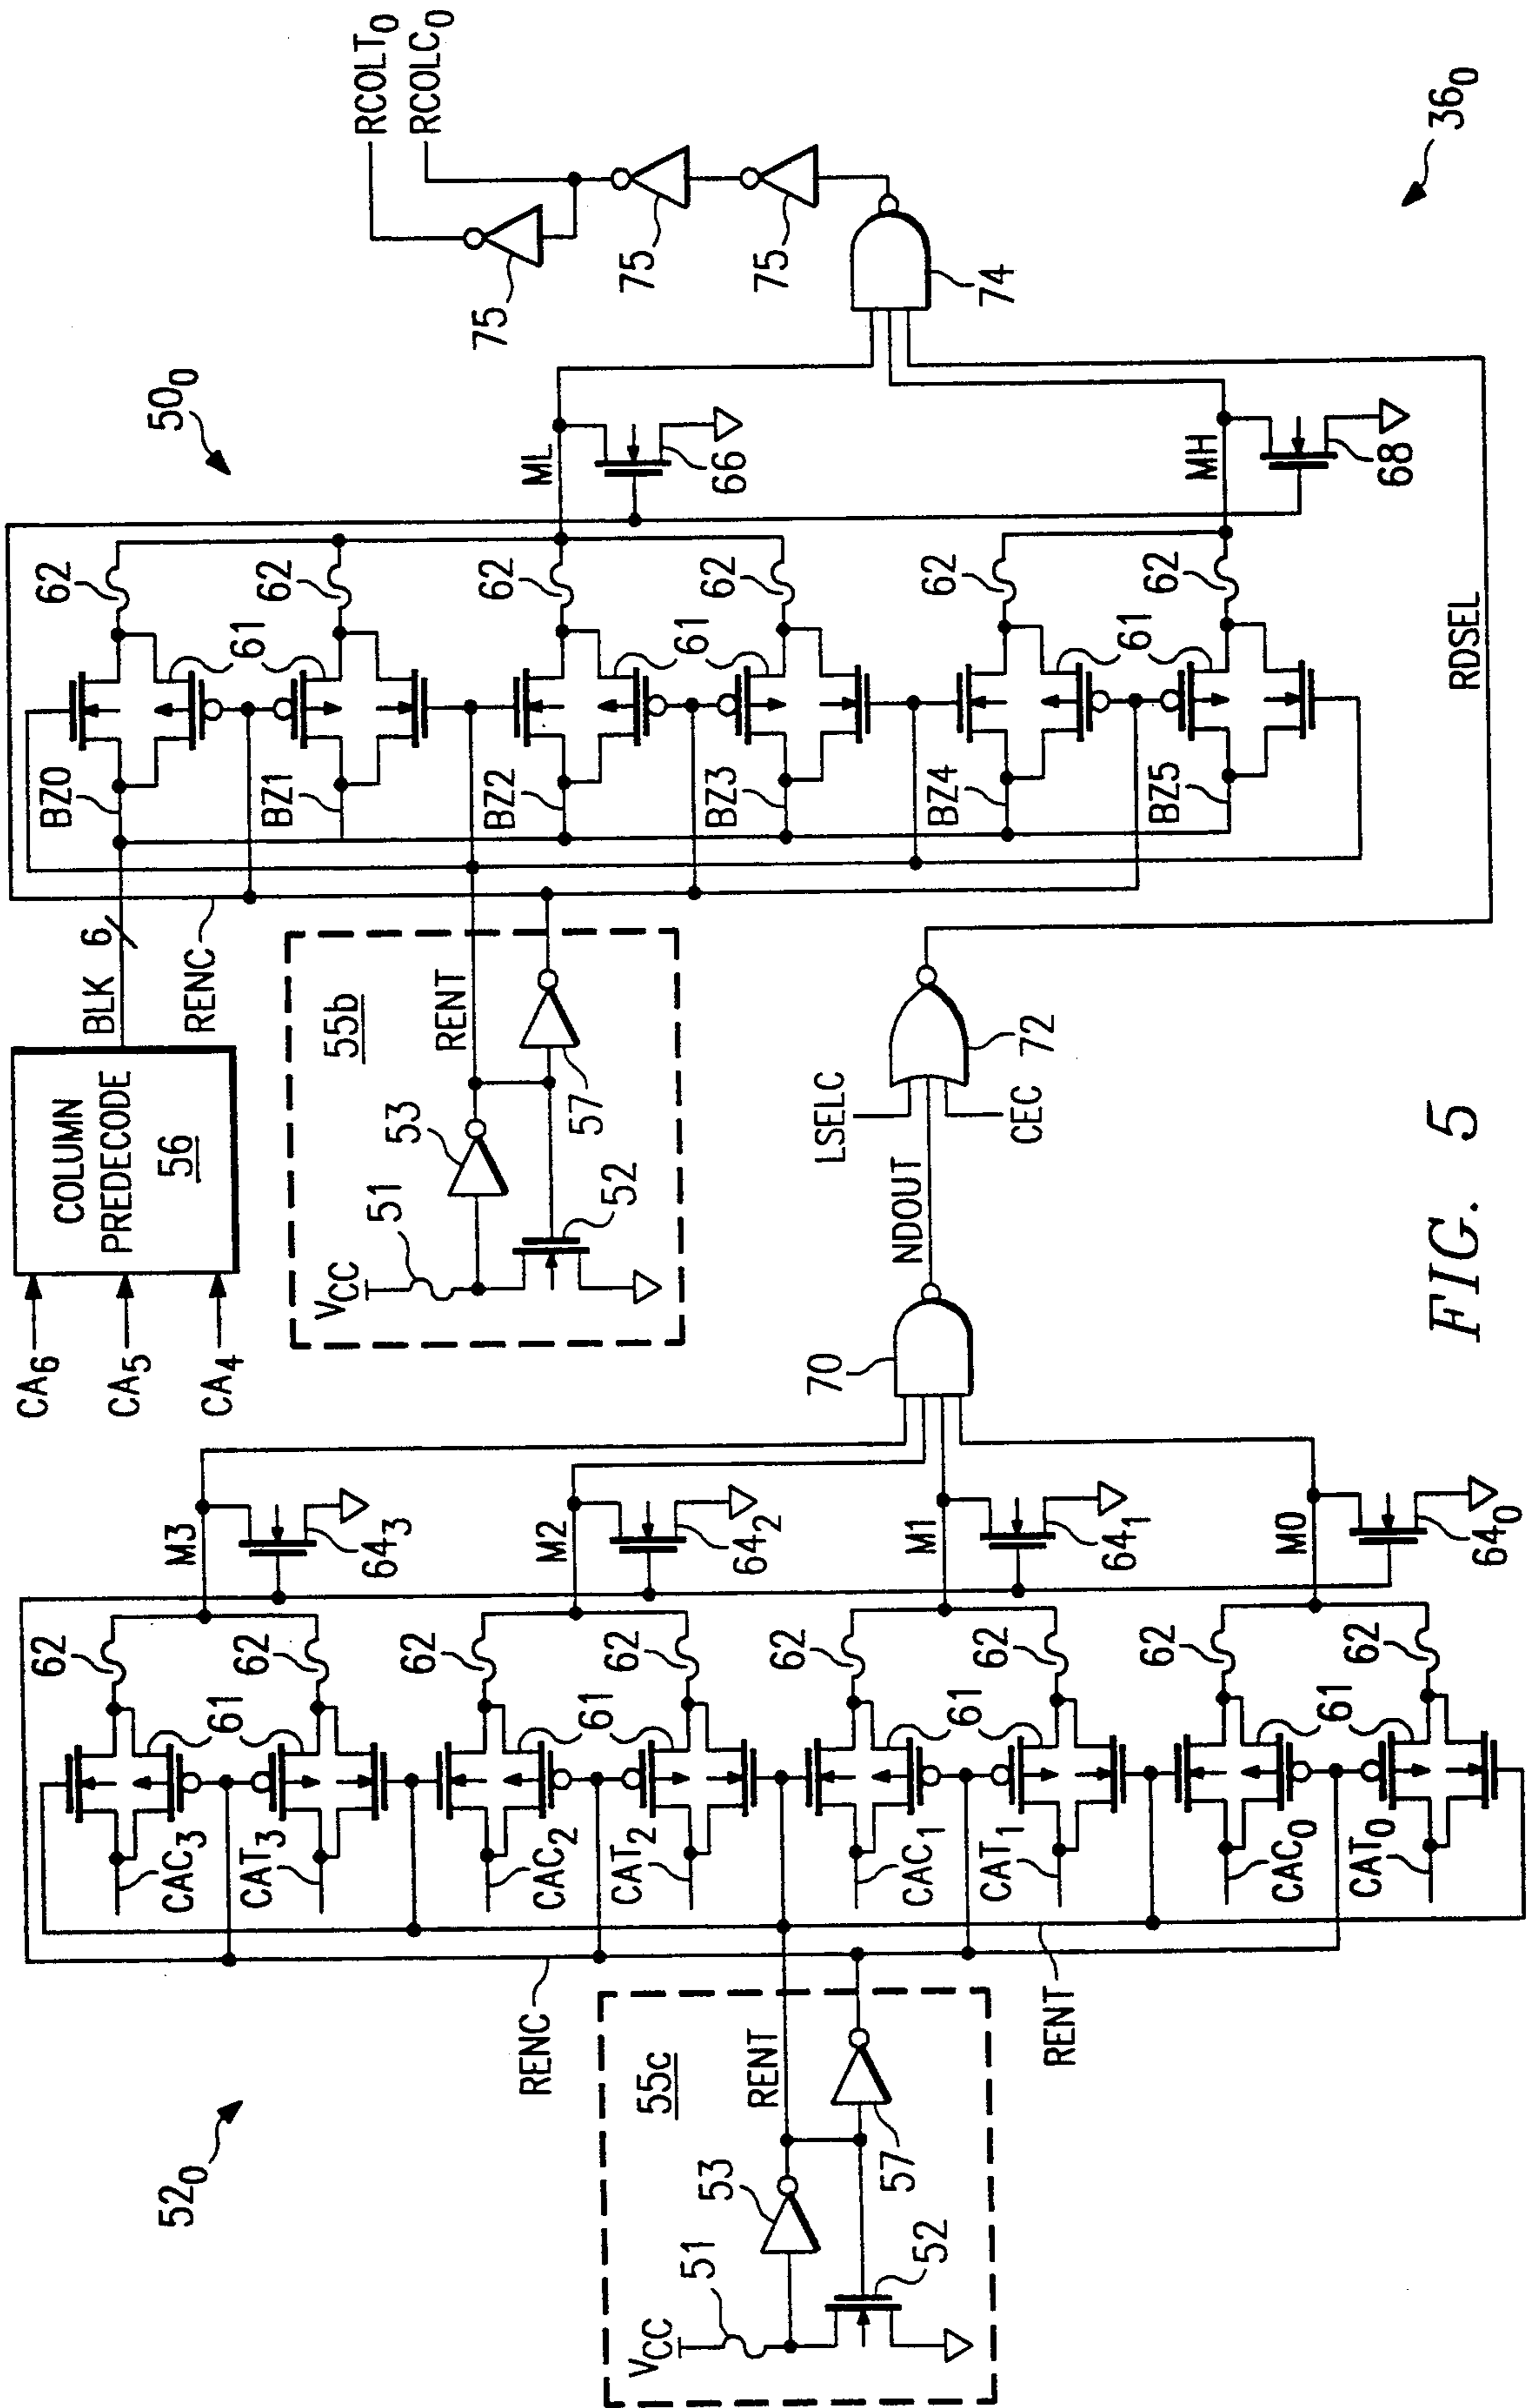 50₀
RCOLT₀
RCOLC₀
75
75
75
74
36₀
CA₆
CA₅
CA₄
COLUMN
PREDECODE
56
BLK
6
RENC
BZ0
62
61
BZ1
62
BZ2
62
61
BZ3
62
BZ4
62
61
BZ5
62
ML
66
MH
68
RDSEL
55b
RENT
VCC
51
53
57
52
LSELC
NDOUT
CEC
72
70
52₀
RENC
55c
RENT
VCC
51
53
57
52
RENT
CAC₃
62
61
CAT₃
62
CAC₂
62
61
CAT₂
62
CAC₁
62
61
CAT₁
62
CAC₀
62
61
CAT₀
62
M3
64₃
M2
64₂
M1
64₁
M0
64₀
FIG. 5